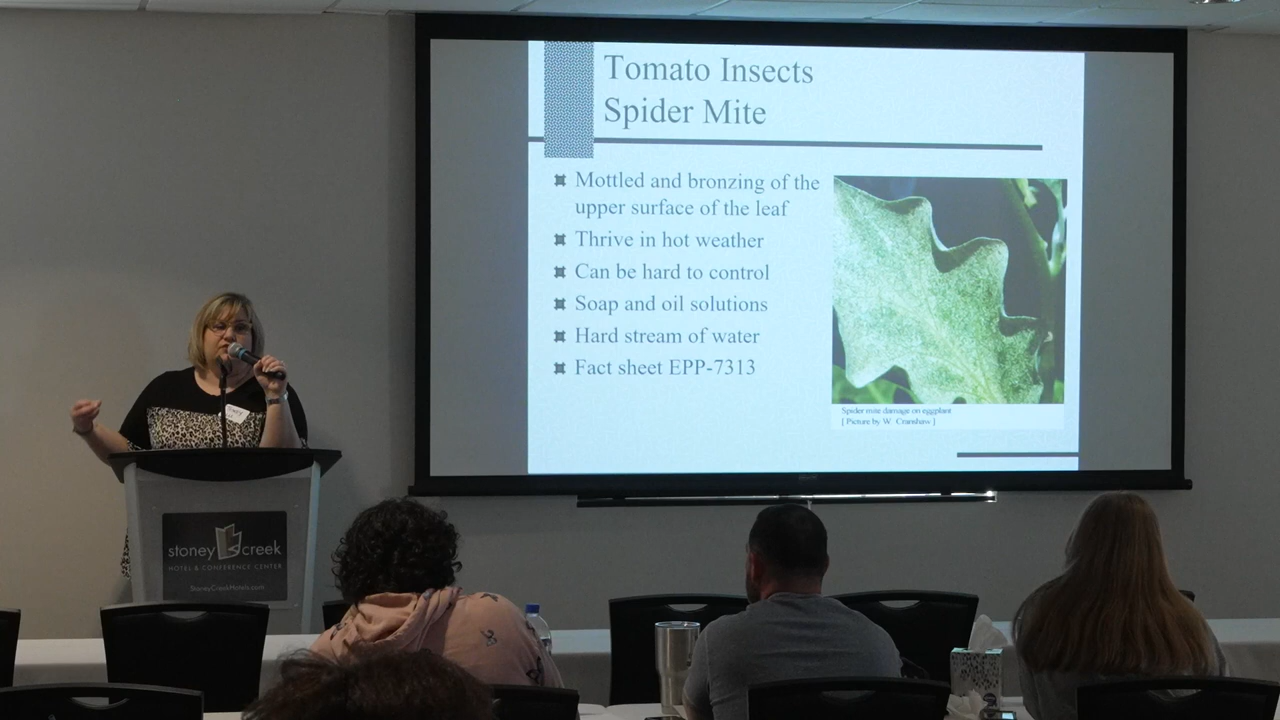 Tomato Insects
Spider Mite
Mottled and bronzing of the
upper surface of the leaf
Thrive in hot weather
Can be hard to control
Soap and oil solutions
Hard stream of water
Fact sheet EPP-7313
Spider mite damage on eggplant
[ Picture by W. Cranshaw ]
stoney creek
HOTEL & CONFERENCE CENTER
StoneyCreekHotels.com